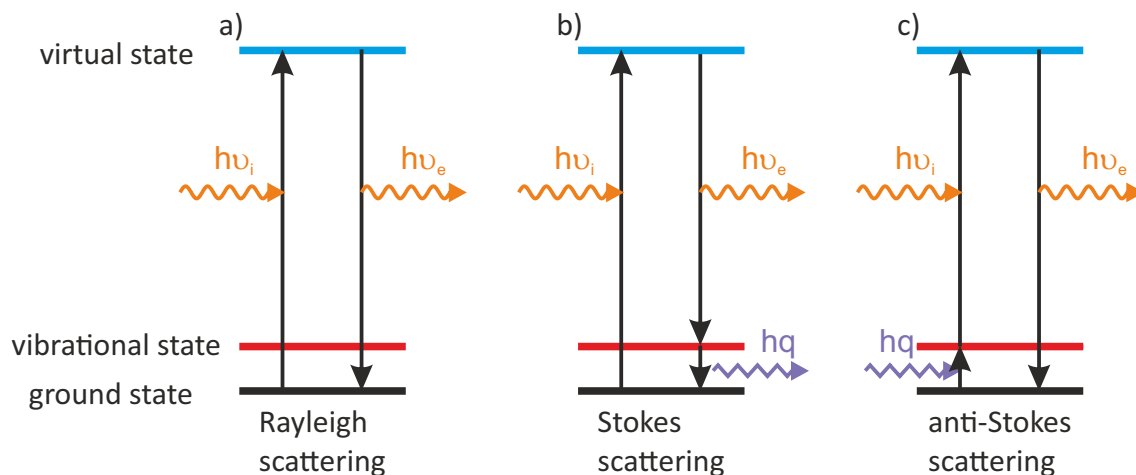 a)
b)
c)
virtual state
hυi
hυe
hυi
hυe
hυi
hυe
vibrational state
hq
hq
ground state
Rayleigh
scattering
Stokes
scattering
anti-Stokes
scattering